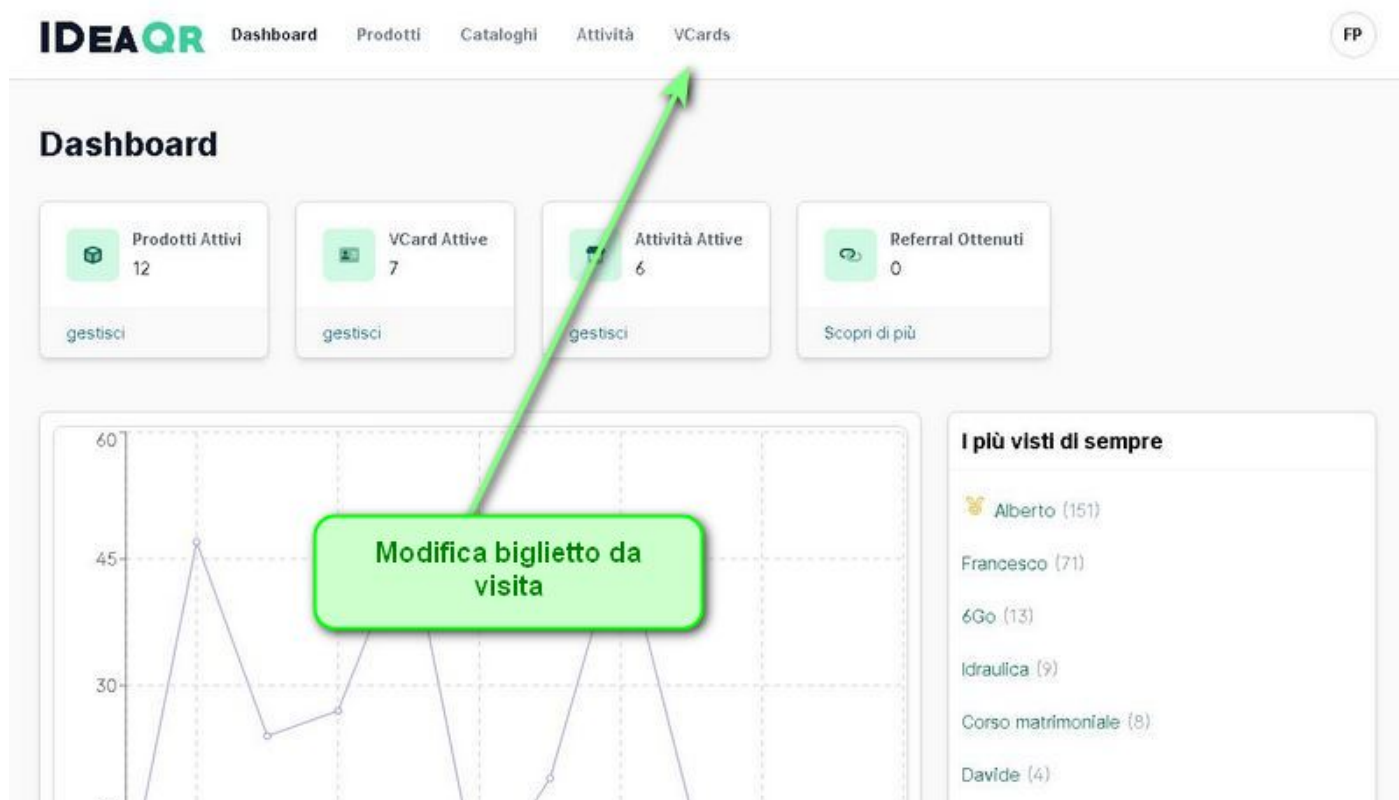 IDEAQR Dashboard Prodotti Cataloghi Attività VCards FP
Dashboard
Prodotti Attivi
12
gestisci
VCard Attive
7
gestisci
Attività Attive
6
gestisci
Referral Ottenuti
0
Scopri di più
60
45
30
Modifica biglietto da
visita
I più visti di sempre
Alberto (151)
Francesco (71)
6Go (13)
Idraulica (9)
Corso matrimoniale (8)
Davide (4)